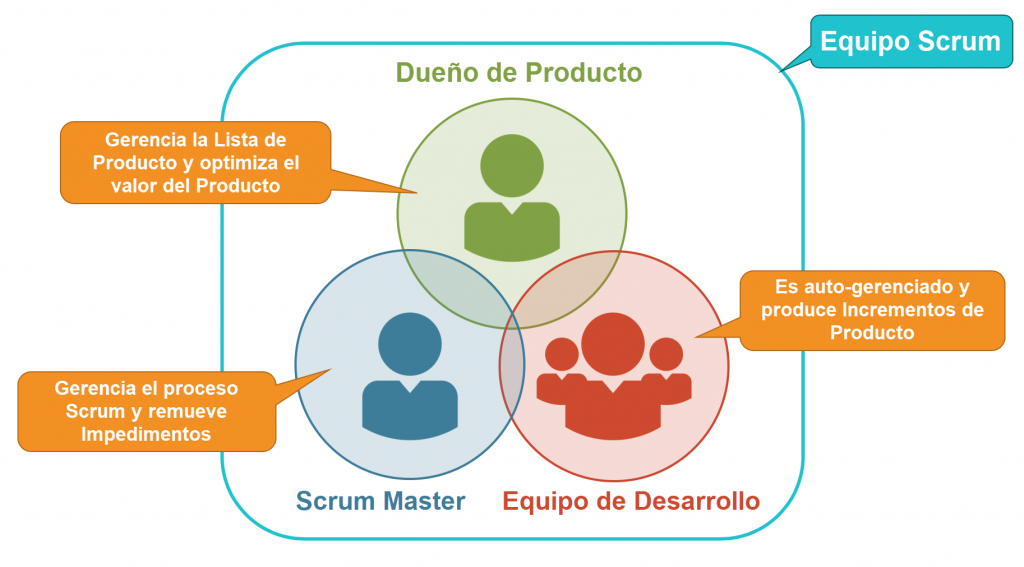 Equipo Scrum
Dueño de Producto
Gerencia la Lista de
Producto y optimiza el
valor del Producto
Es auto-gerenciado y
produce Incrementos de
Producto
Gerencia el proceso
Scrum y remueve
Impedimentos
Scrum Master
Equipo de Desarrollo